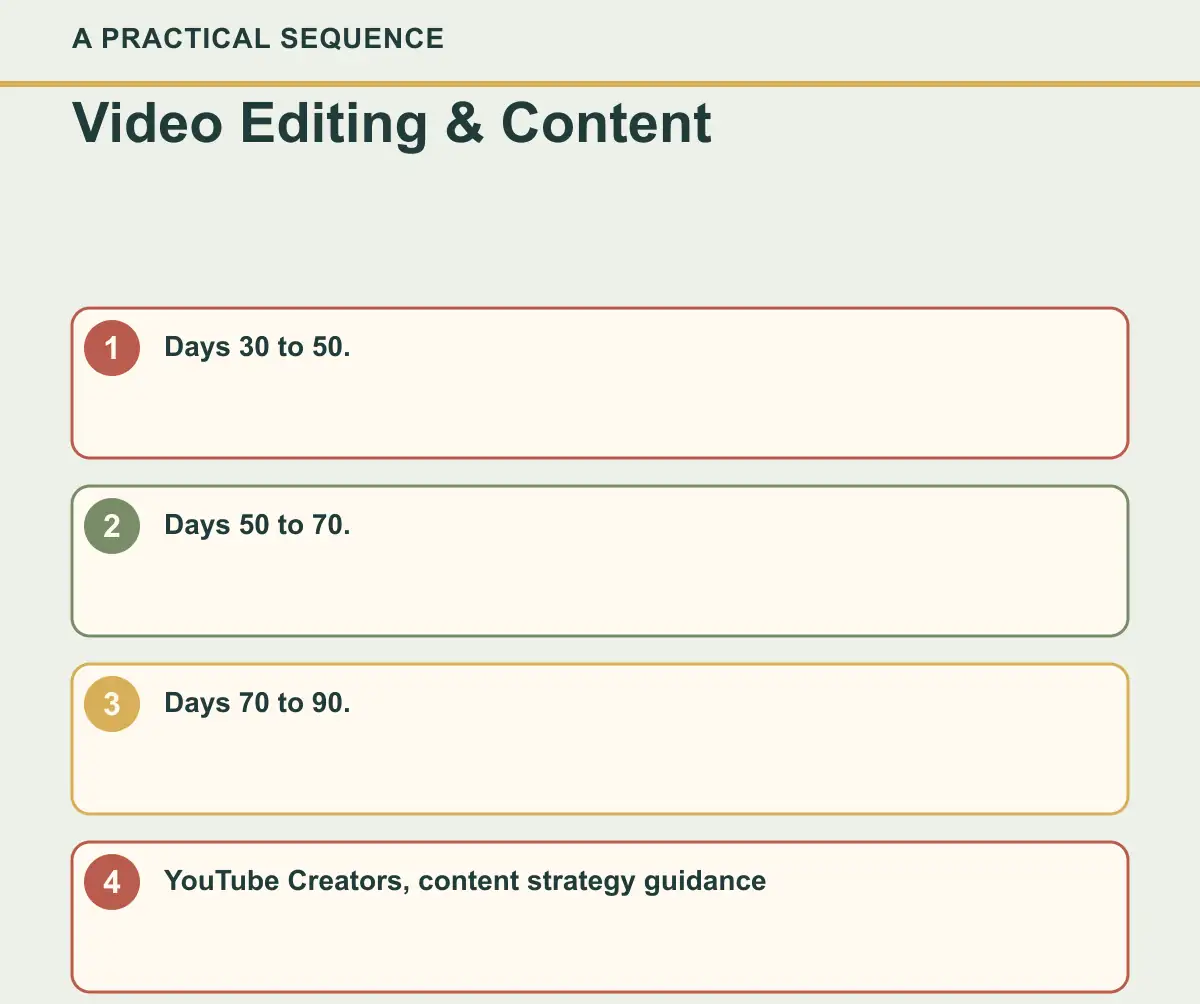 A PRACTICAL SEQUENCE
Video Editing & Content
1 Days 30 to 50.
2 Days 50 to 70.
3 Days 70 to 90.
4 YouTube Creators, content strategy guidance